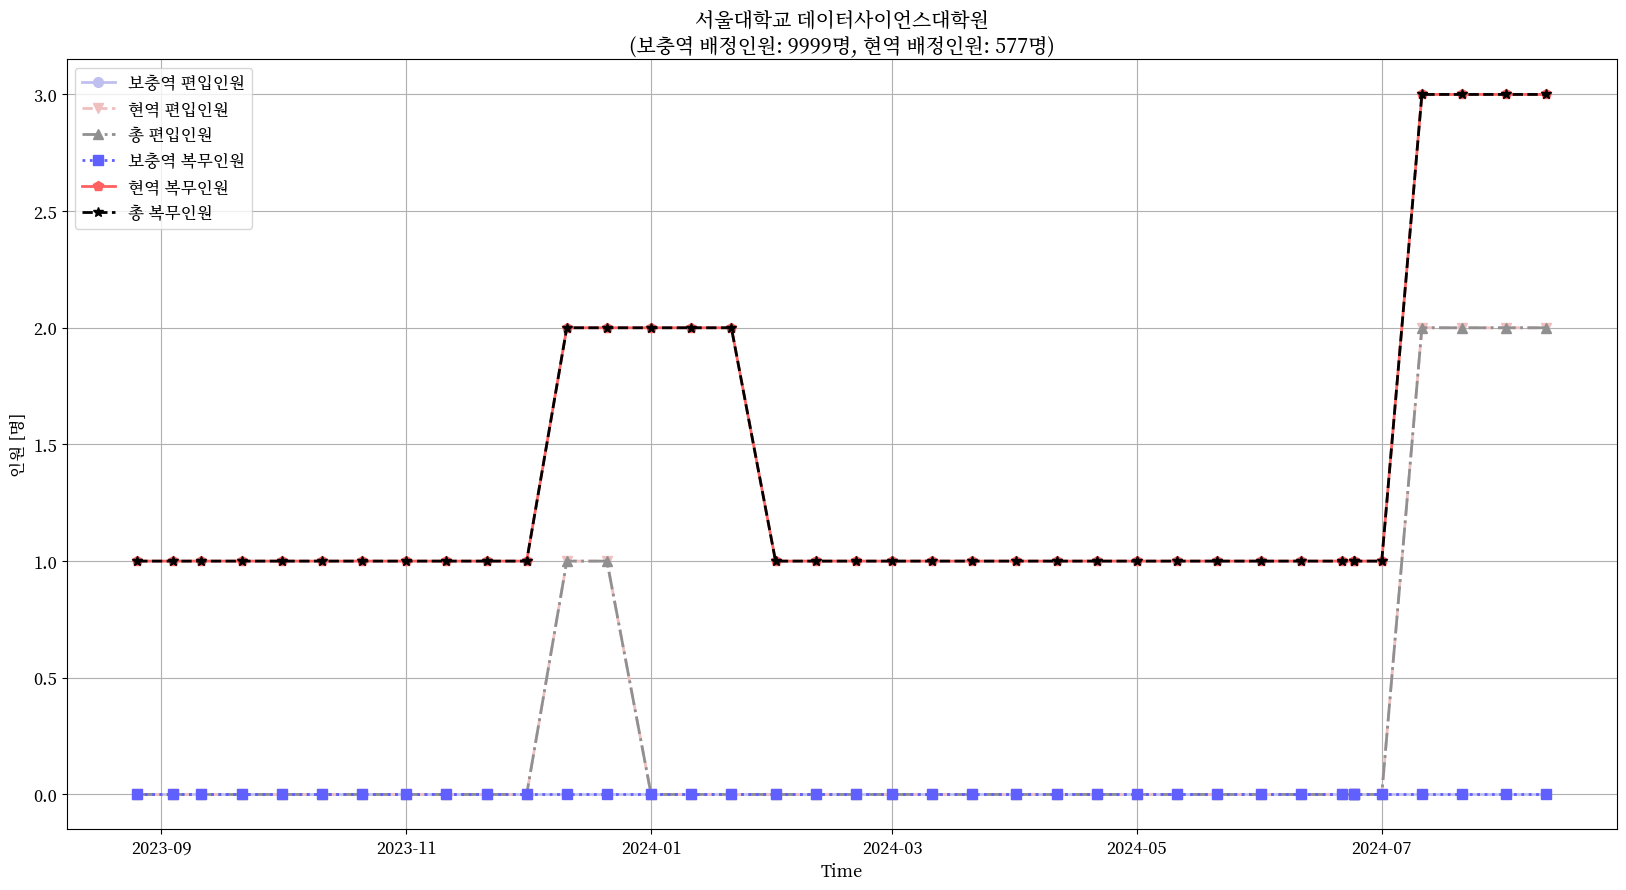 서울대학교 데이터사이언스대학원
(보충역 배정인원: 9999명, 현역 배정인원: 577명)
보충역 편입인원
현역 편입인원
총 편입인원
보충역 복무인원
현역 복무인원
총 복무인원
3.0
2.5
2.0
1.5
1.0
0.5
0.0
인원 [명]
2023-09
2023-11
2024-01
2024-03
2024-05
2024-07
Time